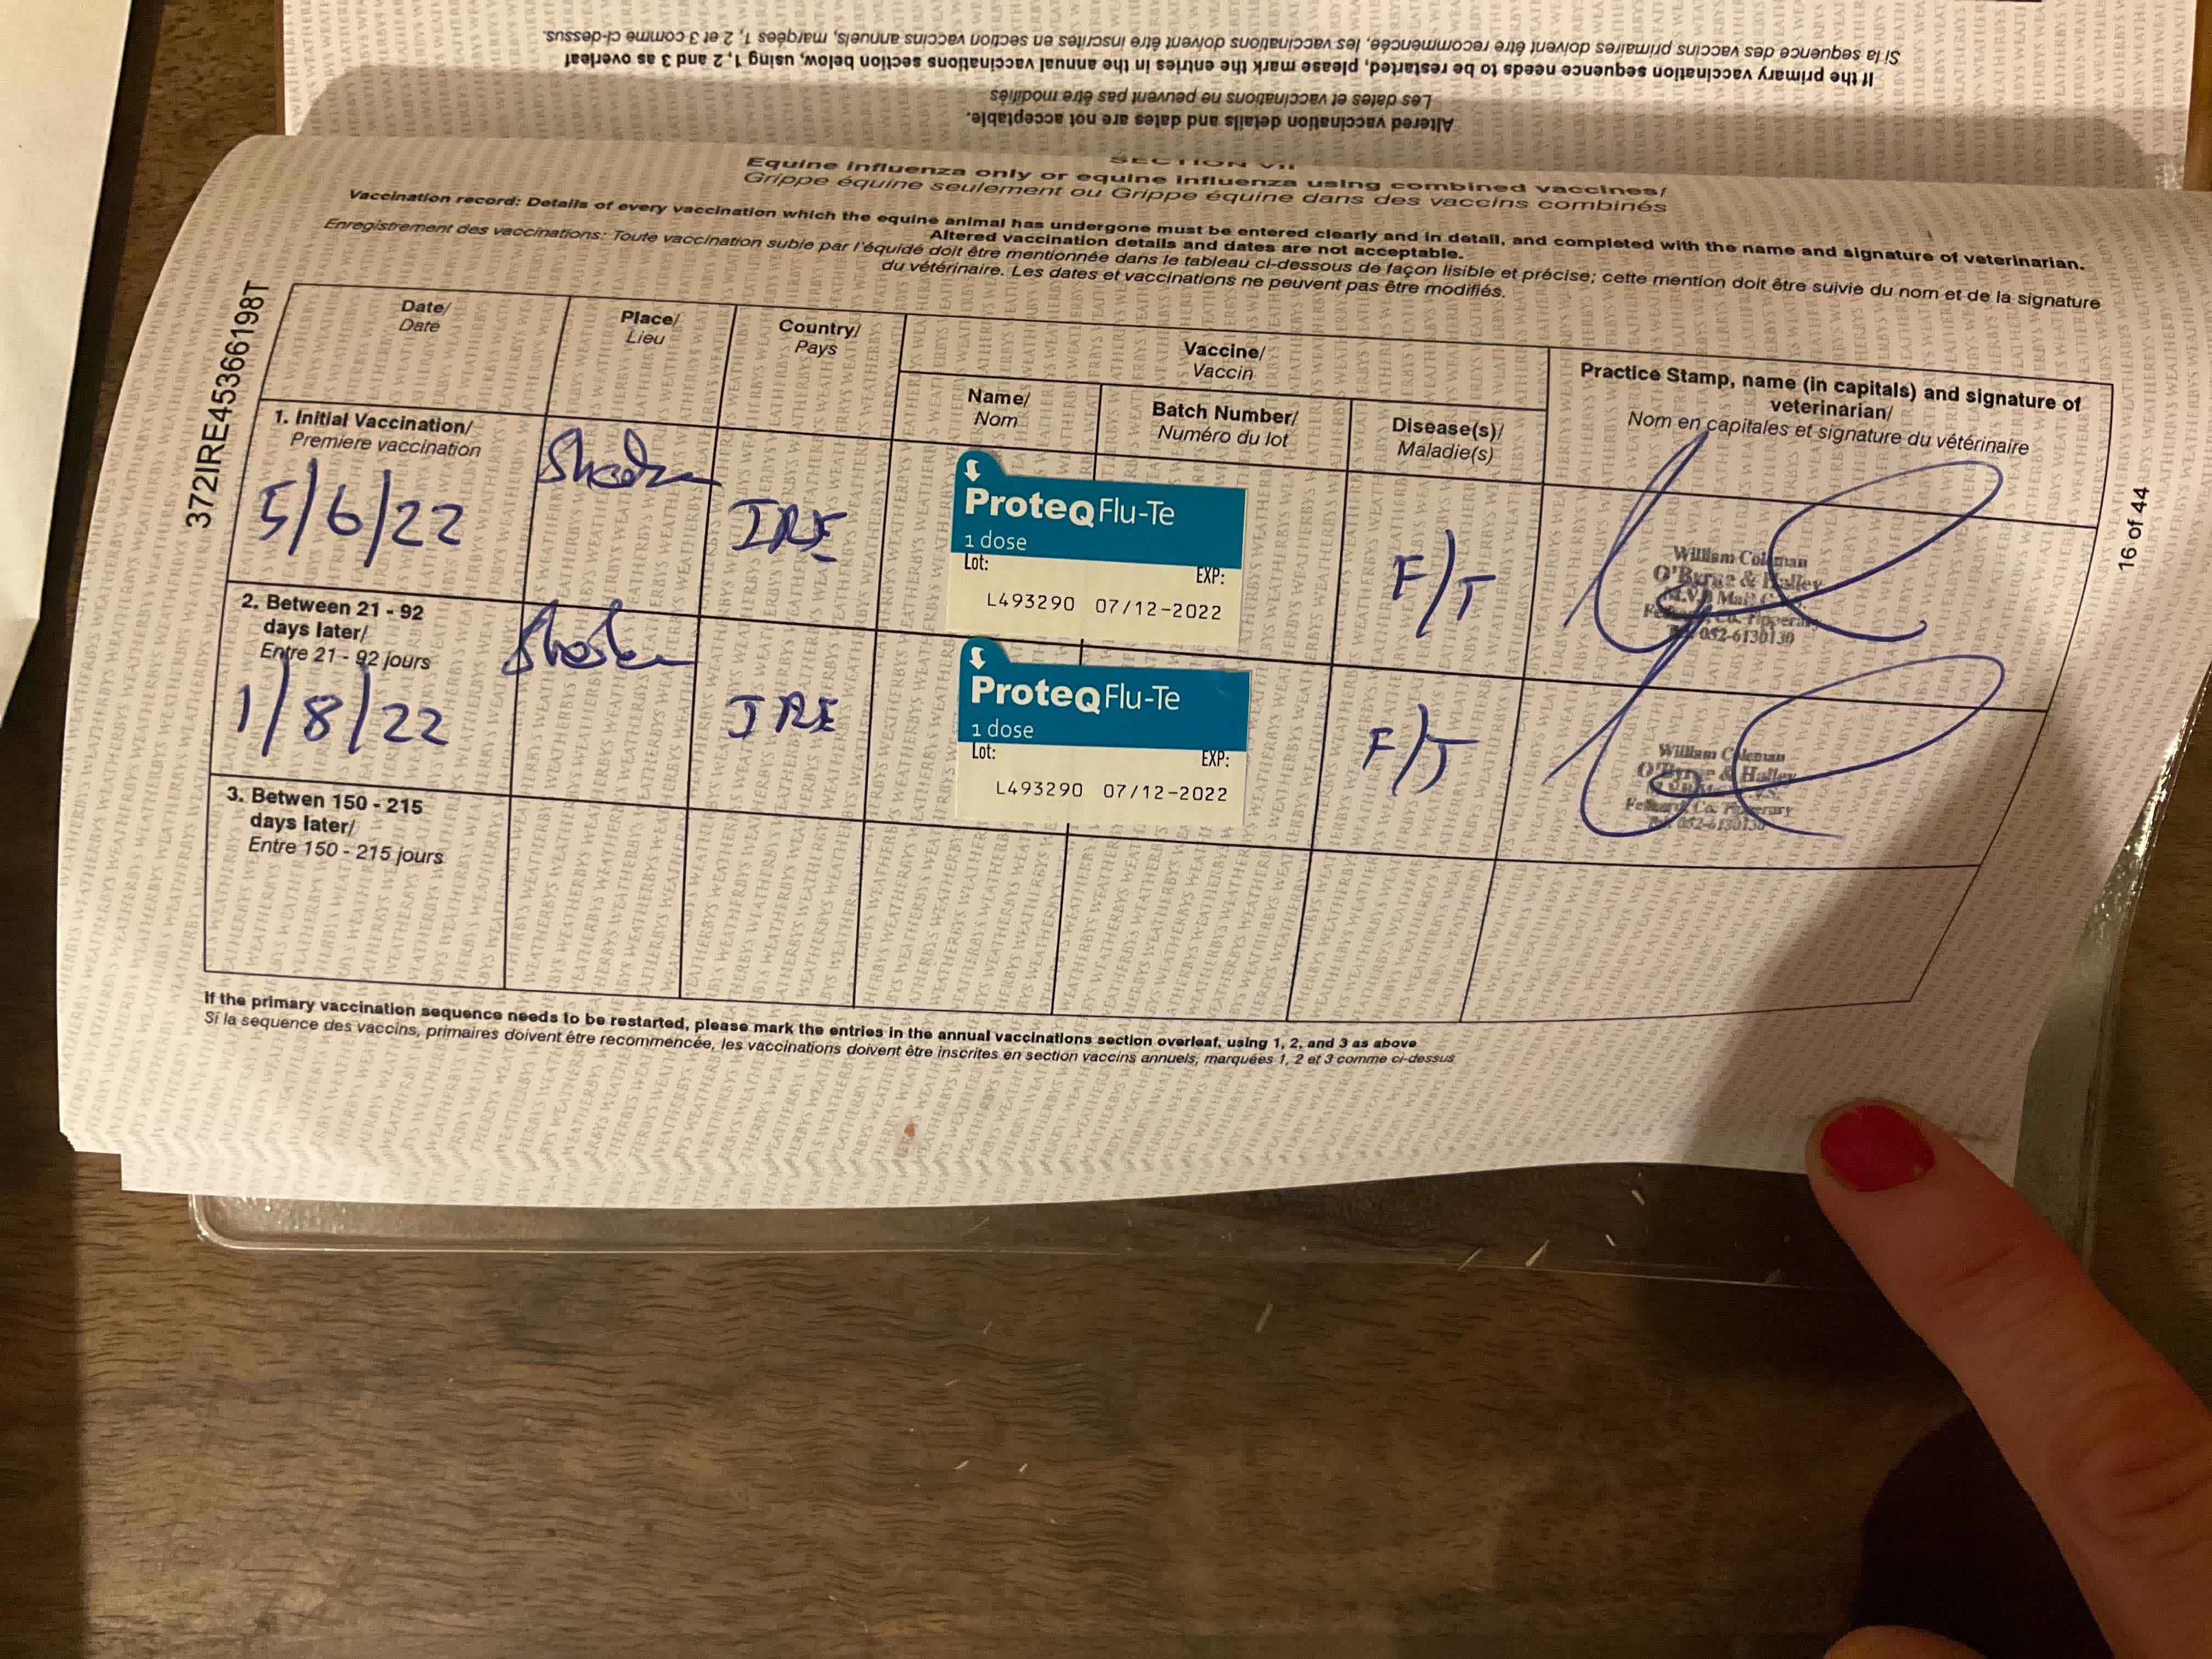 Si la sequence des vaccins primaires doivent être recommencée, les vaccinations doivent être inscrites en section vaccins annuels, marqées 1, 2 et 3 comme ci-dessus.
If the primary vaccination sequence needs to be restarted, please mark the entries in the annual vaccinations section below, using 1, 2 and 3 as overleaf
Les dates et vaccinations ne peuvent pas être modifiés
Altered vaccination details and dates are not acceptable.
SECTION VII
Equine influenza only or equine influenza using combined vaccines/
Grippe équine seulement ou Grippe équine dans des vaccins combinés
Vaccination record: Details of every vaccination which the equine animal has undergone must be entered clearly and in detail, and completed with the name and signature of veterinarian.
Altered vaccination details and dates are not acceptable.
Enregistrement des vaccinations: Toute vaccination subie par l'équidé doit être mentionnée dans le tableau ci-dessous de façon lisible et précise; cette mention doit être suivie du nom et de la signature
du vétérinaire. Les dates et vaccinations ne peuvent pas être modifiés.
372IRE45366198T
Date/
Date
Place/
Lieu
Country/
Pays
Vaccine/
Vaccin
Name/
Nom
Batch Number/
Numéro du lot
Disease(s)/
Maladie(s)
Practice Stamp, name (in capitals) and signature of
veterinarian/
Nom en capitales et signature du vétérinaire
1. Initial Vaccination/
Premiere vaccination
5/6/22
IRE
ProteqFlu-Te
1 dose
Lot:
EXP:
L493290 07/12-2022
F/T
William Coleman
O'Byrne & Halley
Co. Tipperary
052-6130130
2. Between 21 - 92
days later/
Entre 21 - 92 jours
1/8/22
IRE
ProteqFlu-Te
1 dose
Lot:
EXP:
L493290 07/12-2022
F/T
William Coleman
O'Byrne & Halley
Co. Tipperary
052-6130130
3. Betwen 150 - 215
days later/
Entre 150 - 215 jours
If the primary vaccination sequence needs to be restarted, please mark the entries in the annual vaccinations section overleaf, using 1, 2, and 3 as above
Si la sequence des vaccins, primaires doivent être recommencée, les vaccinations doivent être inscrites en section vaccins annuels, marquées 1, 2 et 3 comme ci-dessus
16 of 44